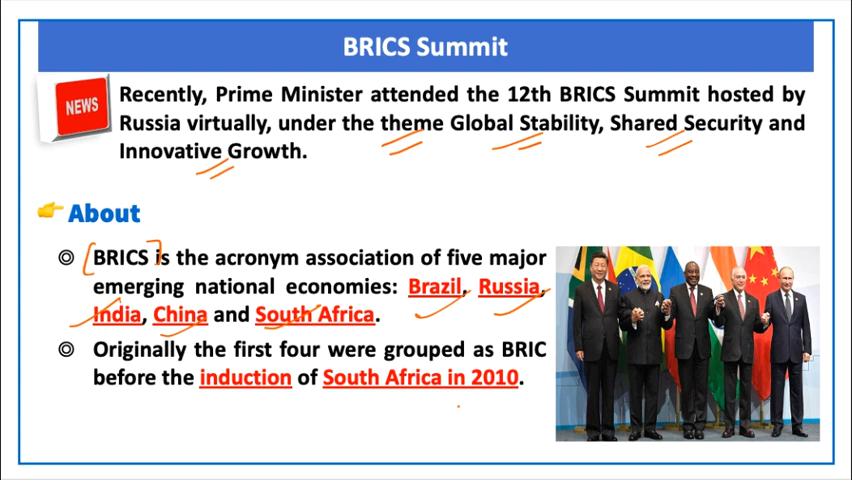 BRICS Summit
NEWS
Recently, Prime Minister attended the 12th BRICS Summit hosted by
Russia virtually, under the theme Global Stability, Shared Security and
Innovative Growth.
About
BRICS is the acronym association of five major
emerging national economies: Brazil, Russia,
India, China and South Africa.
Originally the first four were grouped as BRIC
before the induction of South Africa in 2010.